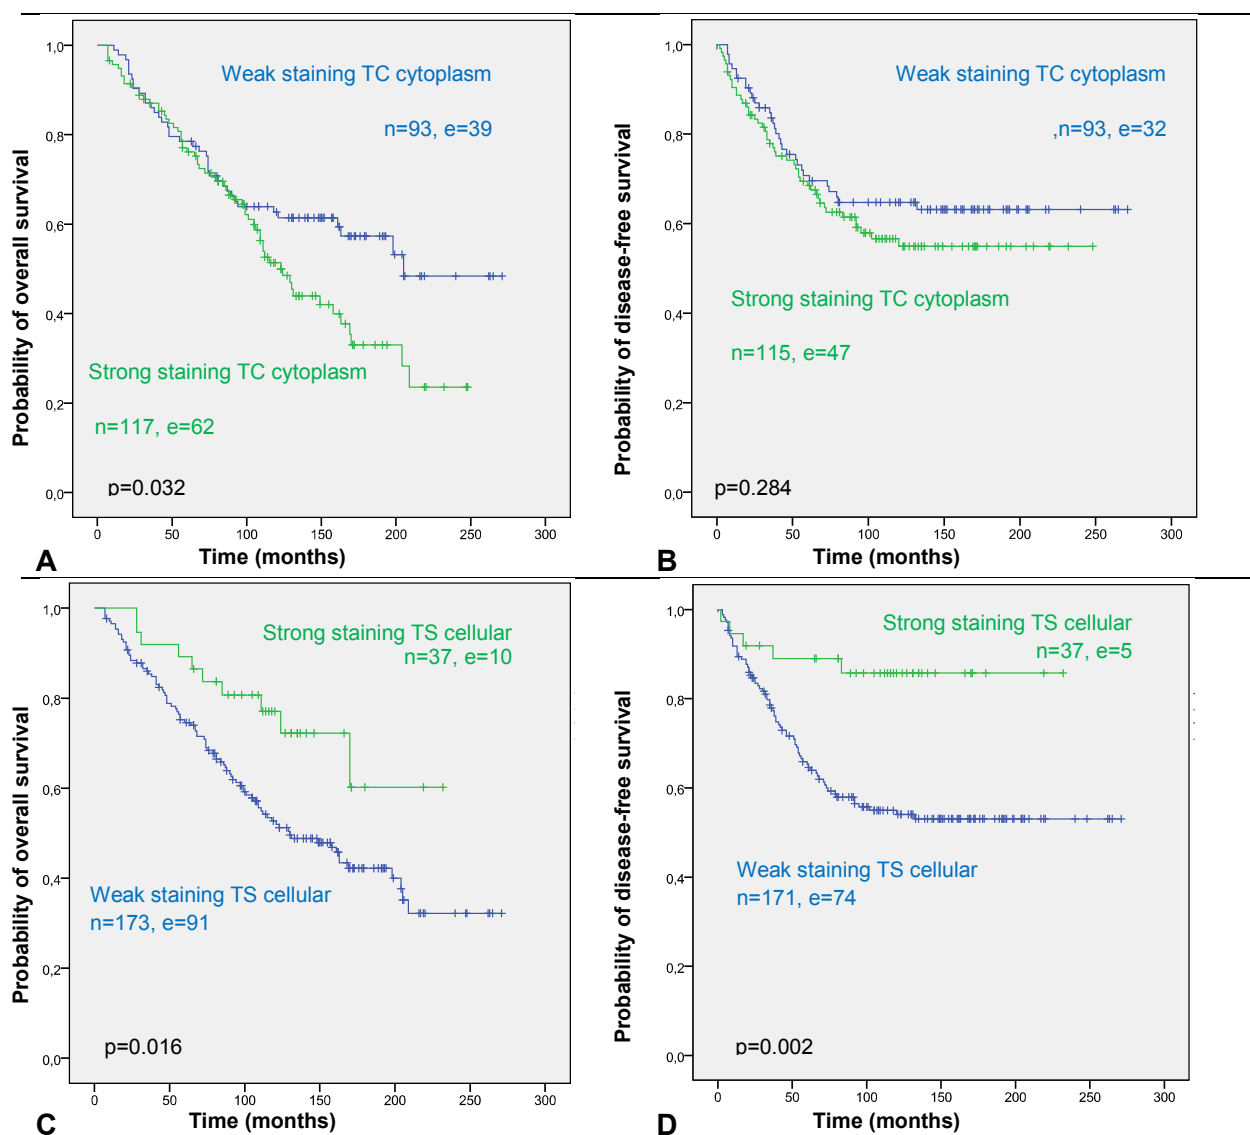 Probability of overall survival
1,0
0,8
0,6
0,4
0,2
0,0
Weak staining TC cytoplasm
n=93, e=39
Strong staining TC cytoplasm
n=117, e=62
p=0.032
0 50 100 150 200 250 300
Time (months)
A
Probability of disease-free survival
1,0
0,8
0,6
0,4
0,2
0,0
Weak staining TC cytoplasm
,n=93, e=32
Strong staining TC cytoplasm
n=115, e=47
p=0.284
0 50 100 150 200 250 300
Time (months)
B
Probability of overall survival
1,0
0,8
0,6
0,4
0,2
0,0
Strong staining TS cellular
n=37, e=10
Weak staining TS cellular
n=173, e=91
p=0.016
0 50 100 150 200 250 300
Time (months)
C
Probability of disease-free survival
1,0
0,8
0,6
0,4
0,2
0,0
Strong staining TS cellular
n=37, e=5
Weak staining TS cellular
n=171, e=74
p=0.002
0 50 100 150 200 250 300
Time (months)
D